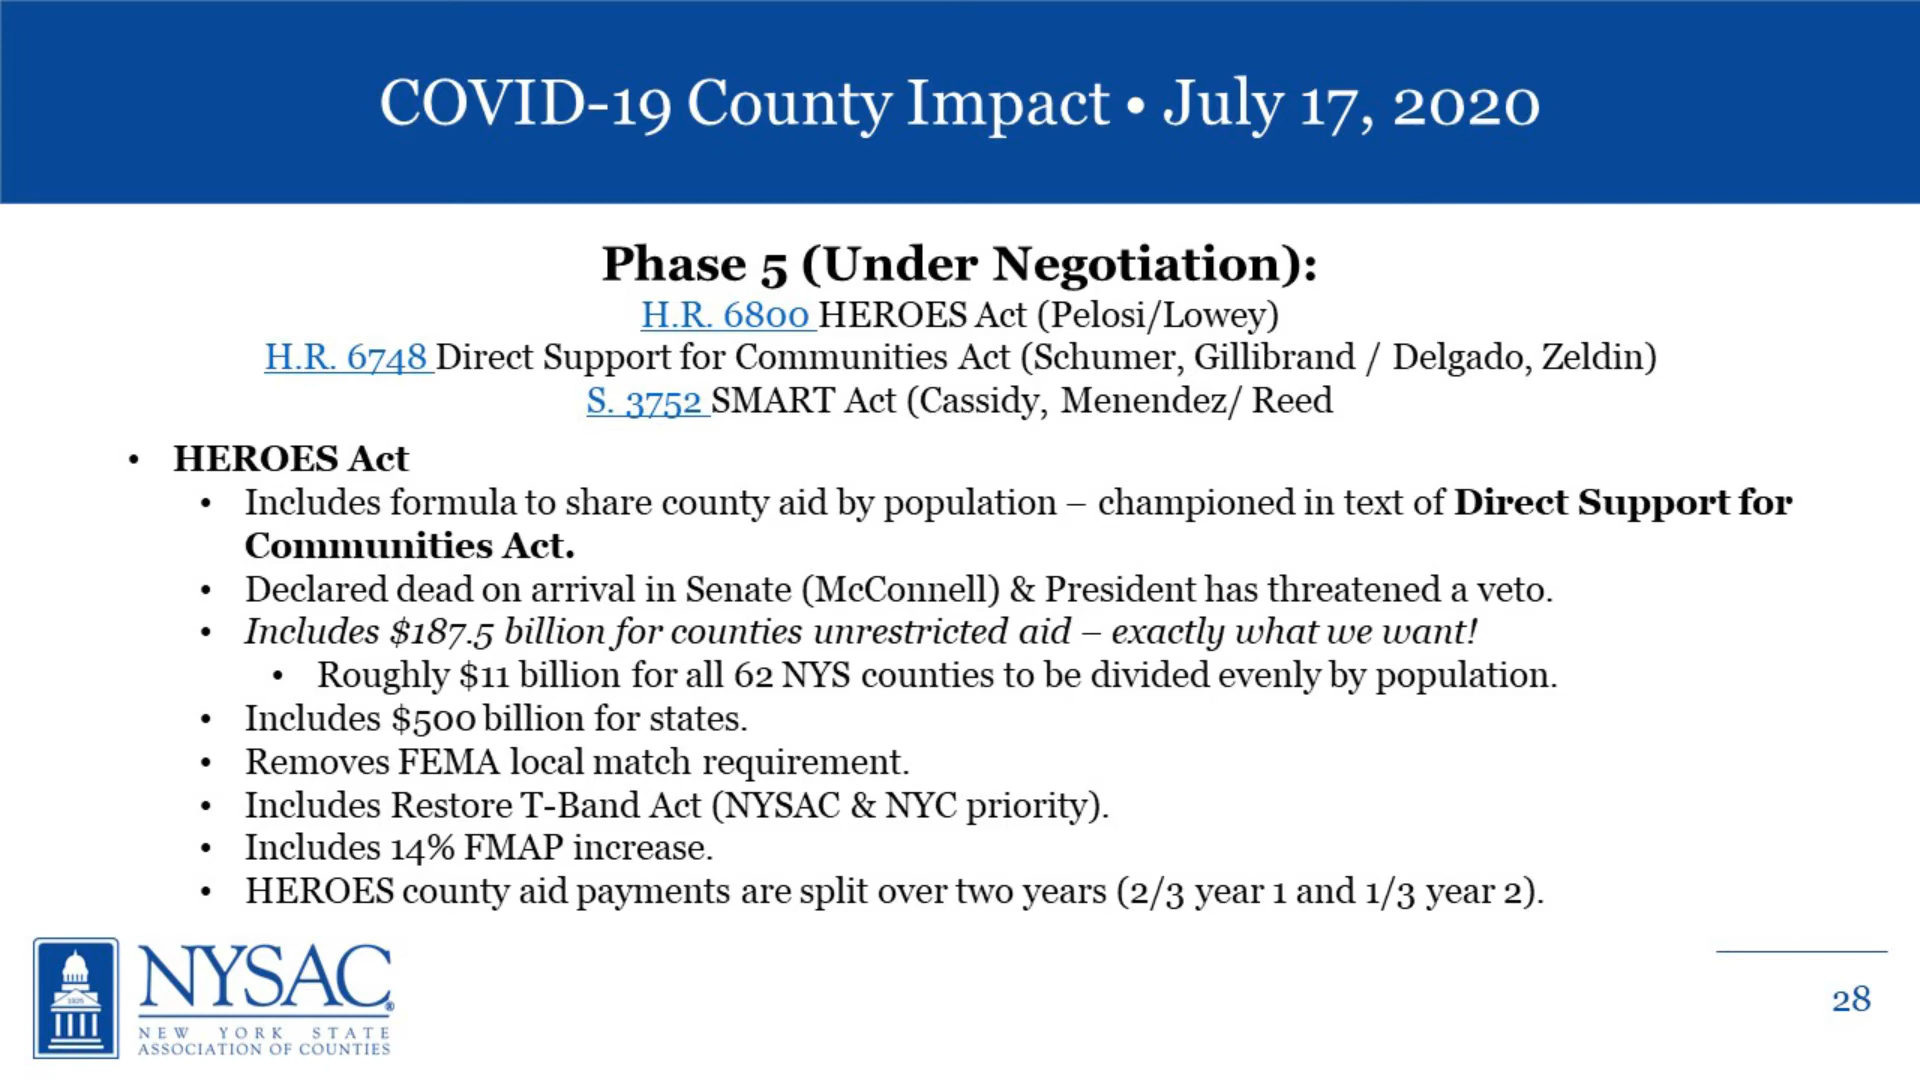 COVID-19 County Impact • July 17, 2020
Phase 5 (Under Negotiation):
H.R. 6800 HEROES Act (Pelosi/Lowey)
H.R. 6748 Direct Support for Communities Act (Schumer, Gillibrand / Delgado, Zeldin)
S. 3752 SMART Act (Cassidy, Menendez/ Reed
• HEROES Act
• Includes formula to share county aid by population – championed in text of Direct Support for
Communities Act.
• Declared dead on arrival in Senate (McConnell) & President has threatened a veto.
• Includes $187.5 billion for counties unrestricted aid – exactly what we want!
• Roughly $11 billion for all 62 NYS counties to be divided evenly by population.
• Includes $500 billion for states.
• Removes FEMA local match requirement.
• Includes Restore T-Band Act (NYSAC & NYC priority).
• Includes 14% FMAP increase.
• HEROES county aid payments are split over two years (2/3 year 1 and 1/3 year 2).
1925
NYSAC®
NEW YORK STATE
ASSOCIATION OF COUNTIES
28